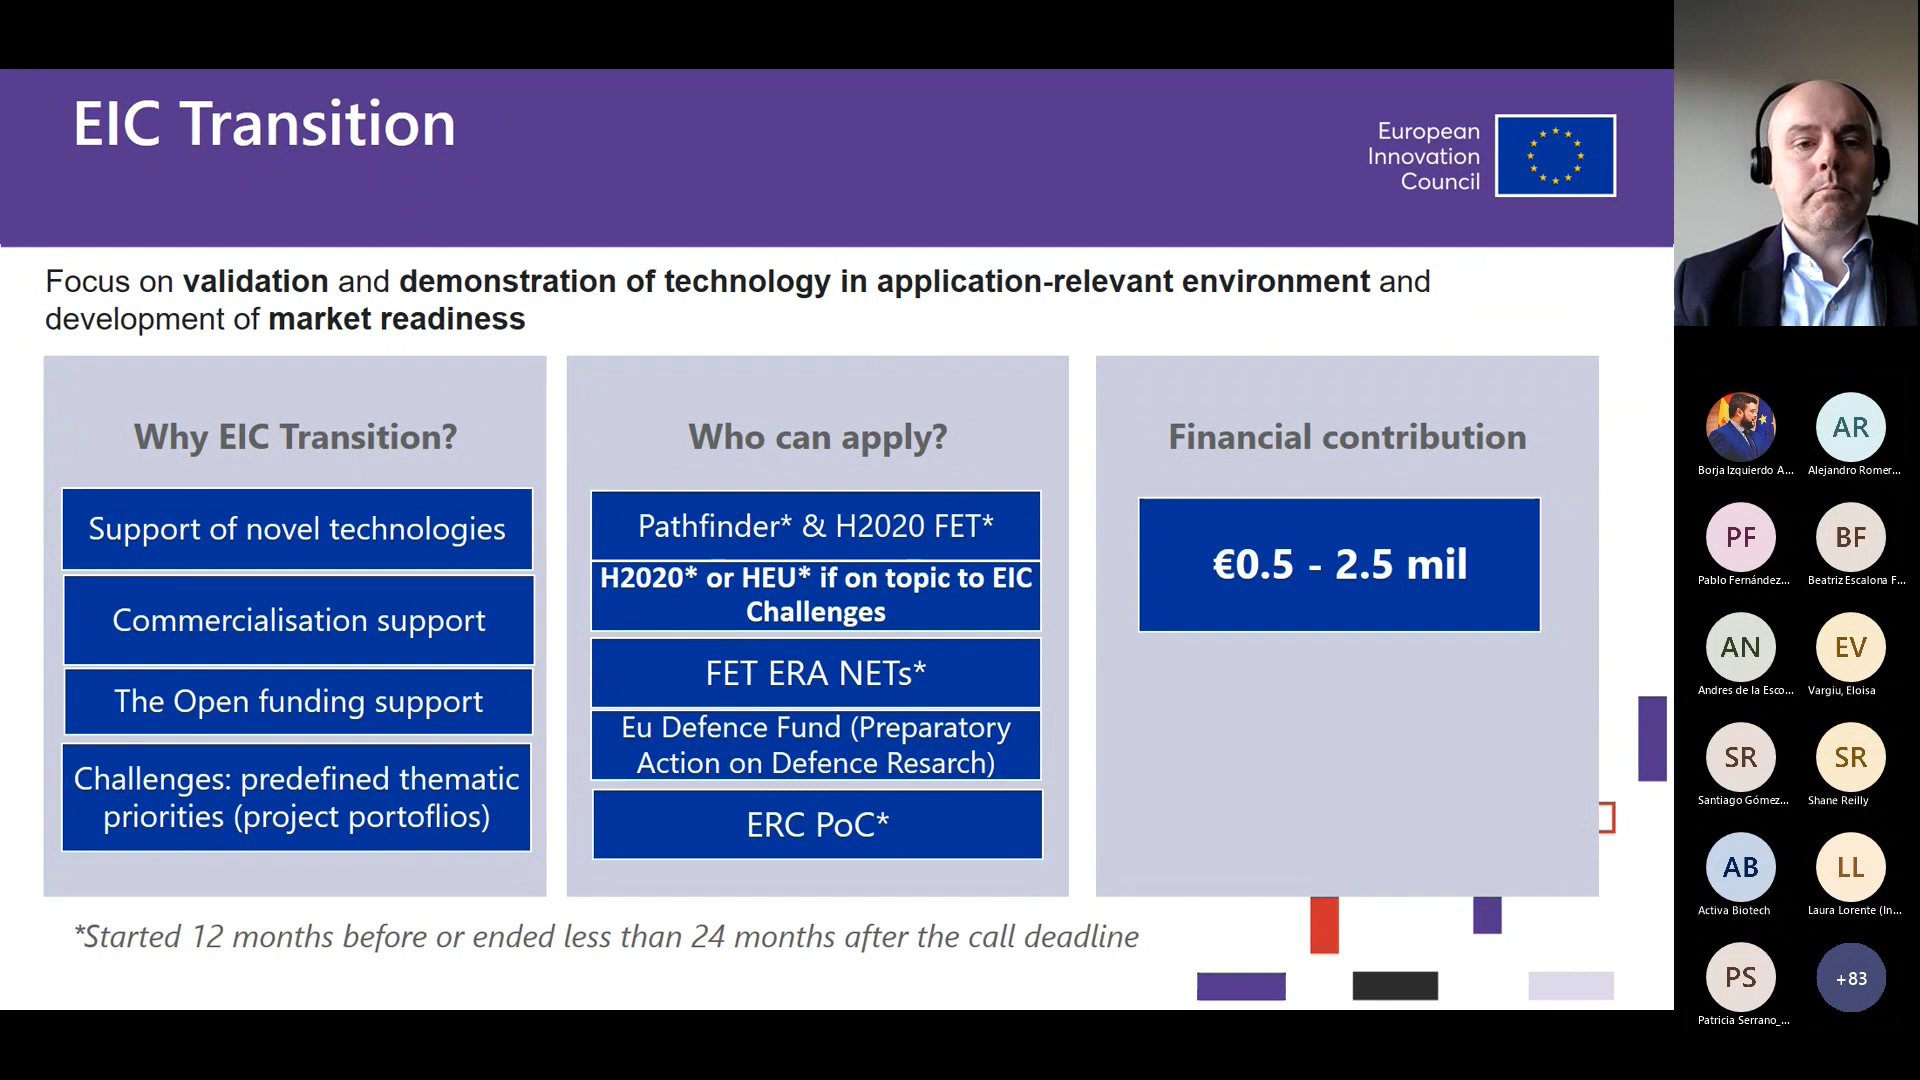 EIC Transition
European
Innovation
Council
Focus on validation and demonstration of technology in application-relevant environment and
development of market readiness
Why EIC Transition?
Support of novel technologies
Commercialisation support
The Open funding support
Challenges: predefined thematic
priorities (project portoflios)
Who can apply?
Pathfinder* & H2020 FET*
H2020* or HEU* if on topic to EIC
Challenges
FET ERA NETs*
Eu Defence Fund (Preparatory
Action on Defence Resarch)
ERC PoC*
Financial contribution
€0.5 - 2.5 mil
*Started 12 months before or ended less than 24 months after the call deadline
Borja Izquierdo A...
AR
Alejandro Romer...
PF
Pablo Fernández...
BF
Beatriz Escalona F...
AN
Andres de la Esco...
EV
Vargiu, Eloisa
SR
Santiago Gómez...
SR
Shane Reilly
AB
Activa Biotech
LL
Laura Lorente (In...
PS
Patricia Serrano_...
+83